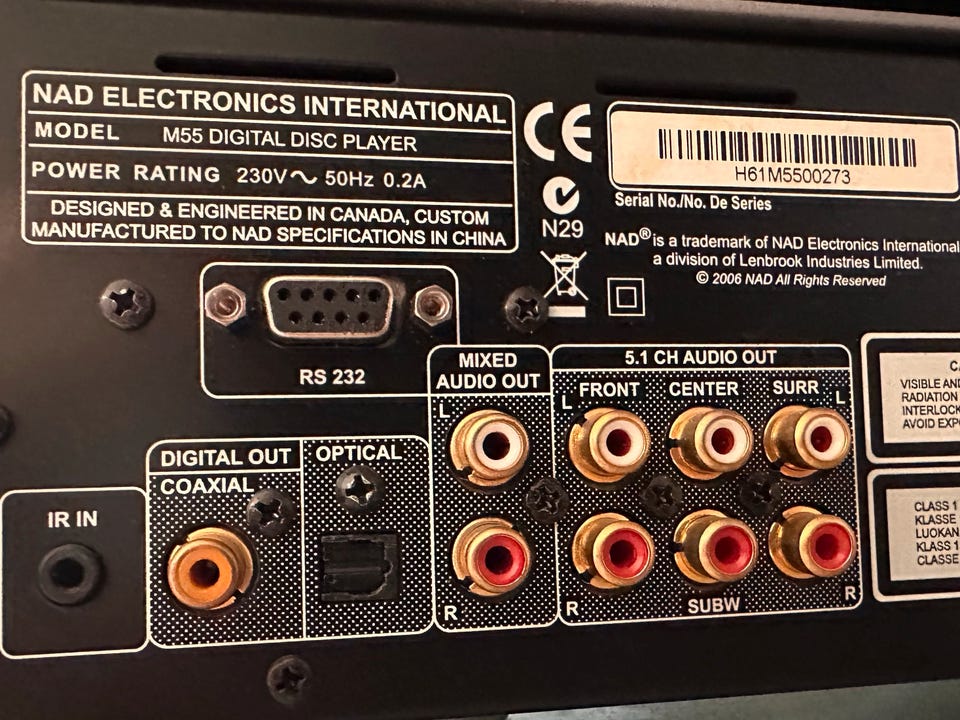 NAD ELECTRONICS INTERNATIONAL
MODEL M55 DIGITAL DISC PLAYER
POWER RATING 230V～ 50Hz 0.2A
DESIGNED & ENGINEERED IN CANADA, CUSTOM
MANUFACTURED TO NAD SPECIFICATIONS IN CHINA
CE
N29
H61M5500273
Serial No./No. De Series
NAD® is a trademark of NAD Electronics International
a division of Lenbrook Industries Limited.
© 2006 NAD All Rights Reserved
RS 232
MIXED
AUDIO OUT
L
R
5.1 CH AUDIO OUT
L FRONT CENTER SURR L
R SUBW R
DIGITAL OUT
COAXIAL
OPTICAL
IR IN
VISIBLE AND
RADIATION
INTERLOCK
AVOID
CLASS 1
KLASSE
KLASS 1
CLASSE